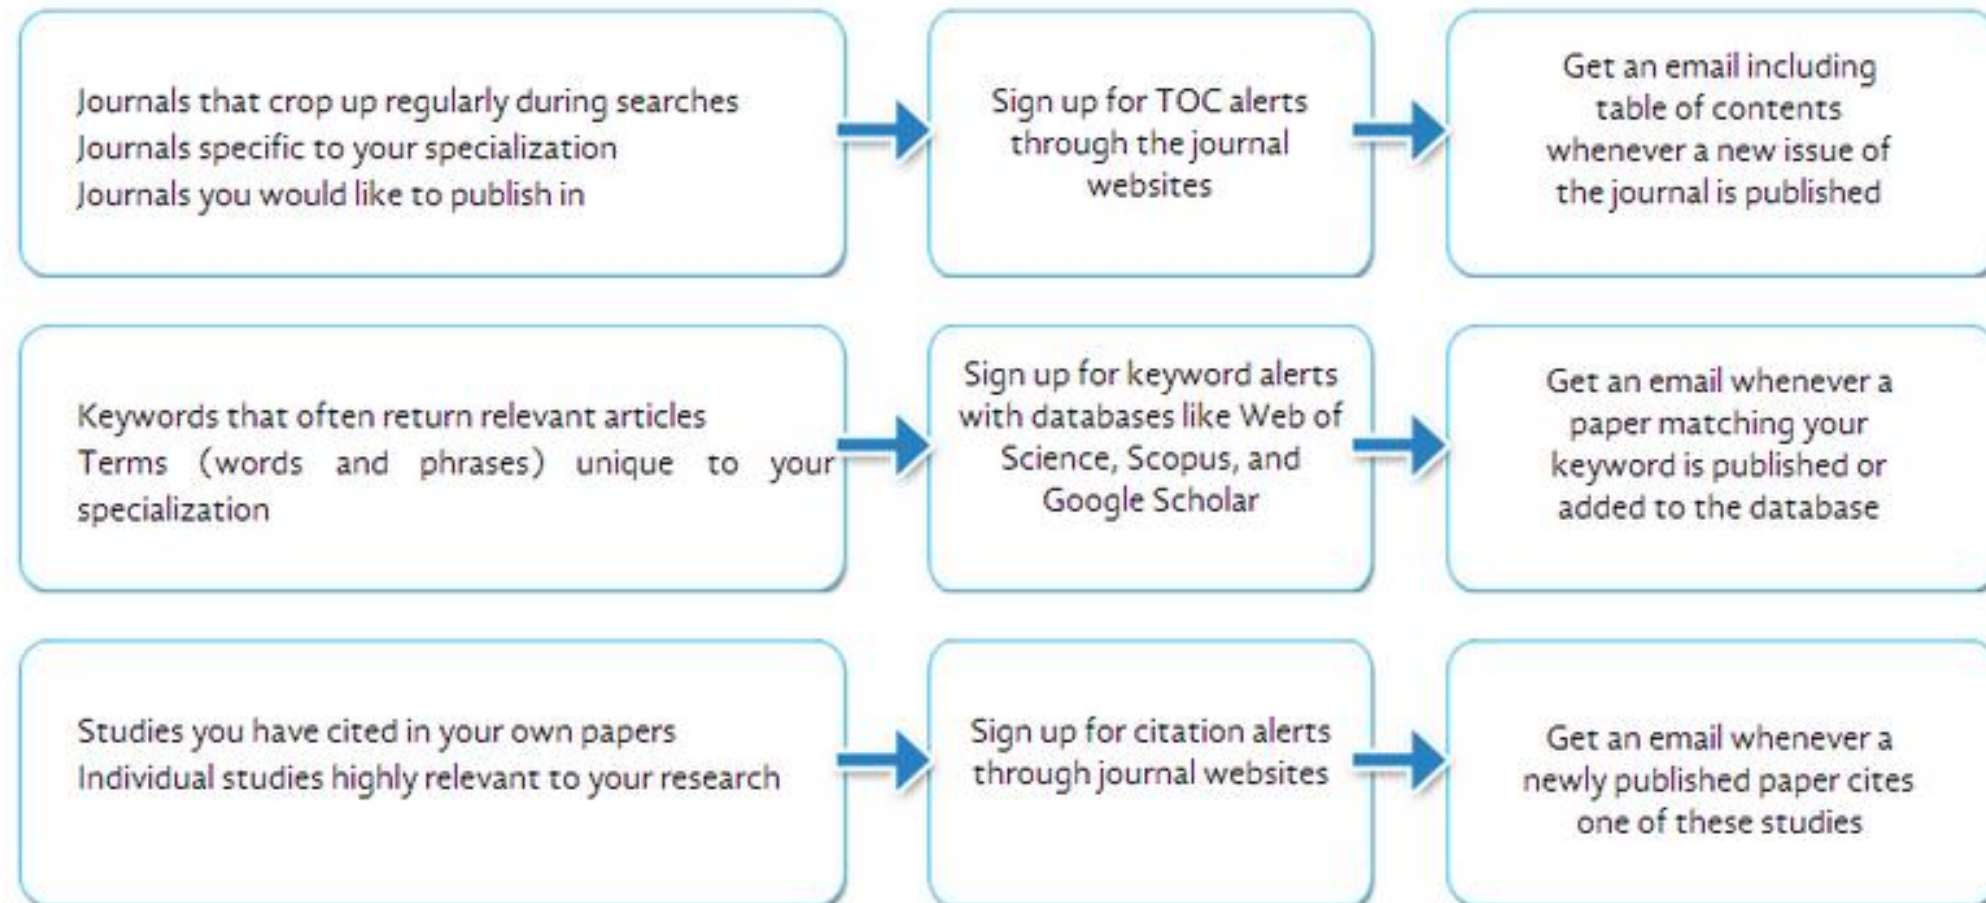 Journals that crop up regularly during searches
Journals specific to your specialization
Journals you would like to publish in
Sign up for TOC alerts
through the journal
websites
Get an email including
table of contents
whenever a new issue of
the journal is published
Keywords that often return relevant articles
Terms (words and phrases) unique to your
specialization
Sign up for keyword alerts
with databases like Web of
Science, Scopus, and
Google Scholar
Get an email whenever a
paper matching your
keyword is published or
added to the database
Studies you have cited in your own papers
Individual studies highly relevant to your research
Sign up for citation alerts
through journal websites
Get an email whenever a
newly published paper cites
one of these studies